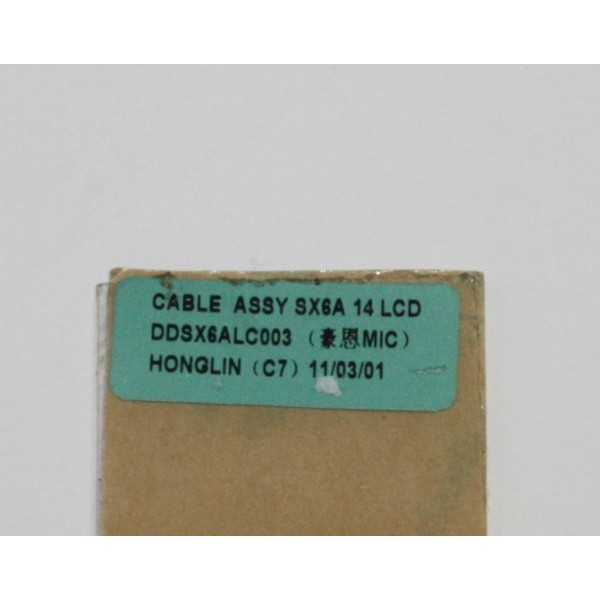 CABLE ASSY SX6A 14 LCD
DDSX6ALC003 （豪恩MIC）
HONGLIN（C7）11/03/01